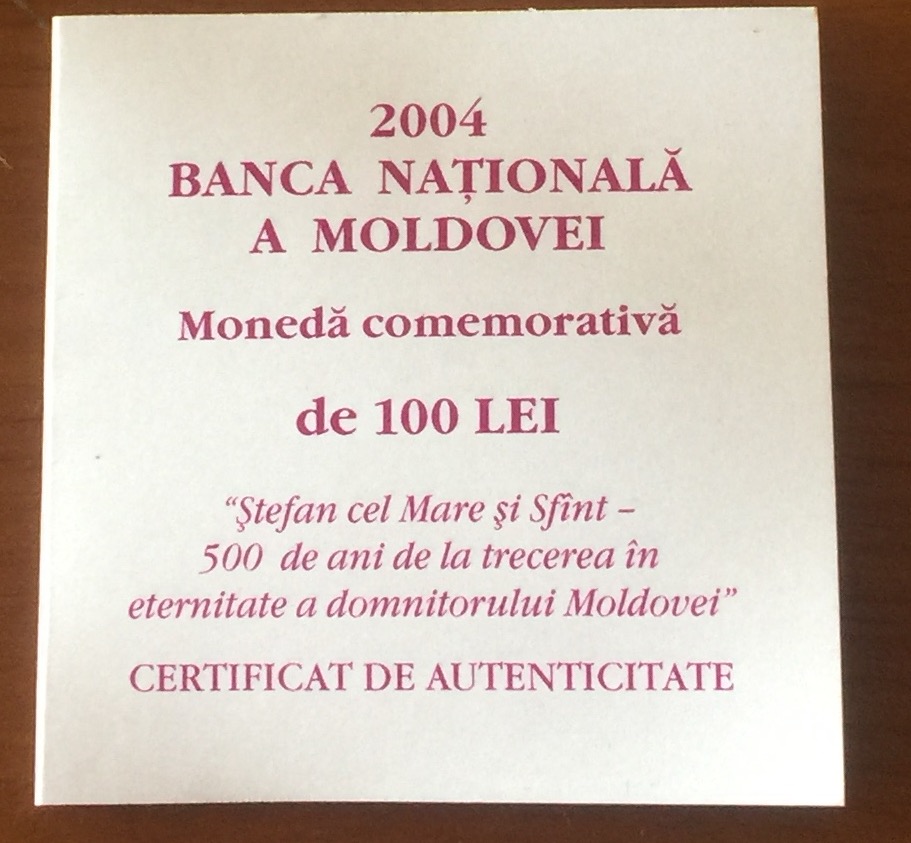 2004
BANCA NAȚIONALĂ
A MOLDOVEI
Monedă comemorativă
de 100 LEI
“Ştefan cel Mare şi Sfînt –
500 de ani de la trecerea în
eternitate a domnitorului Moldovei”
CERTIFICAT DE AUTENTICITATE